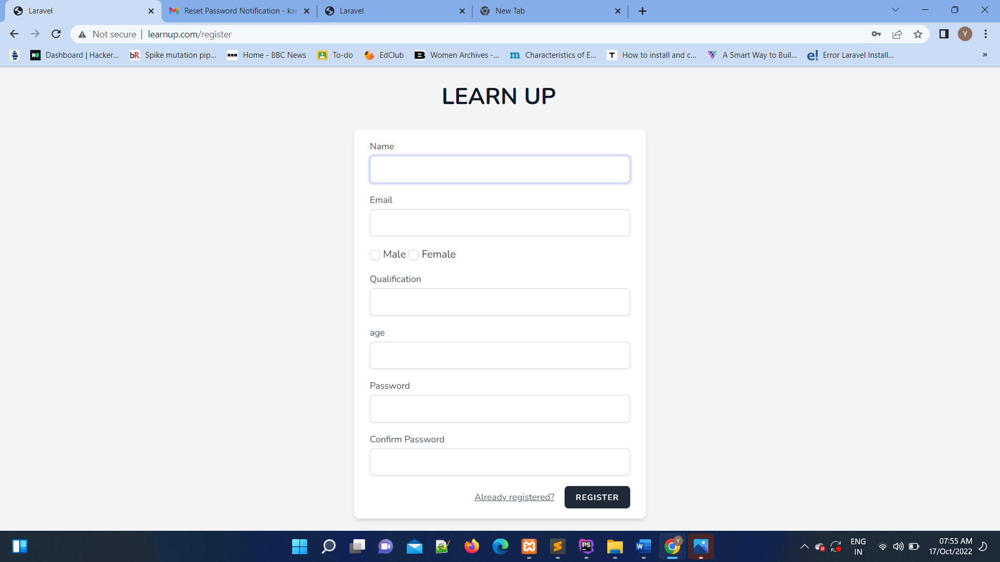 Laravel
Reset Password Notification - kar
Laravel
New Tab
Not secure
learnup.com/register
Y
Dashboard | Hacker...
bR Spike mutation pip...
Home - BBC News
To-do
EdClub
B Women Archives -...
m Characteristics of E...
T How to install and c...
A Smart Way to Buil...
e! Error Laravel Install...
»
LEARN UP
Name
Email
Male Female
Qualification
age
Password
Confirm Password
Already registered? REGISTER
PS
W
Y
ENG
IN
07:55 AM
17/Oct/2022